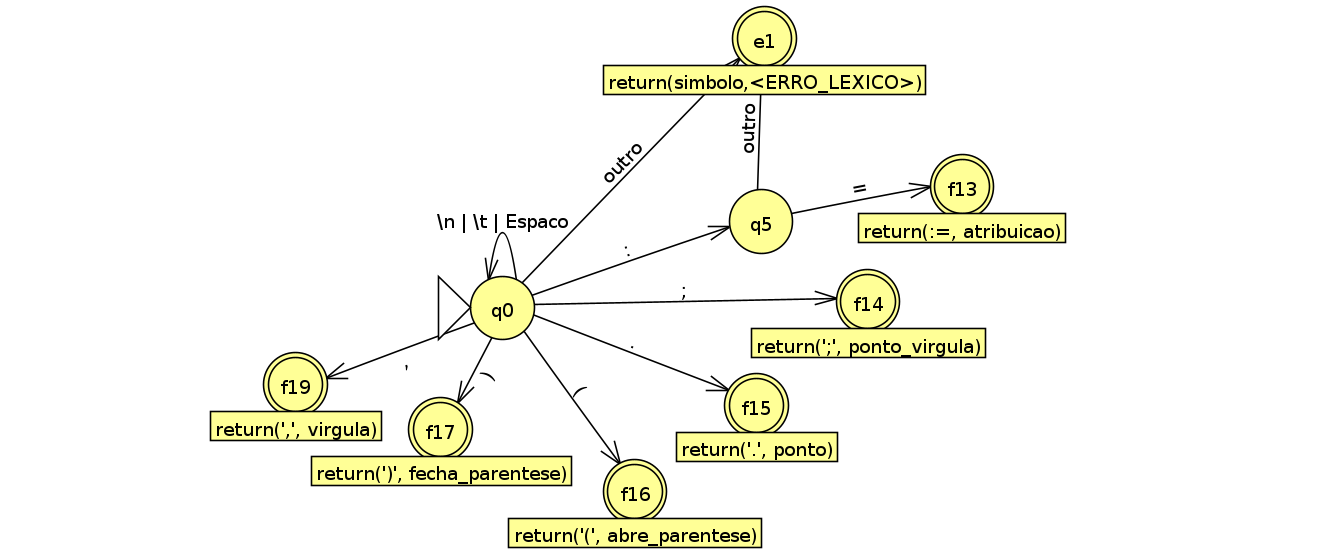 e1
return(simbolo,<ERRO_LEXICO>)
outro
outro
=
f13
return(:=, atribuicao)
\n | \t | Espaco
:
q5
q0
;
f14
return(';', ponto_virgula)
.
f15
return('.', ponto)
,
f19
return(',', virgula)
)
f17
return(')', fecha_parentese)
(
f16
return('(', abre_parentese)